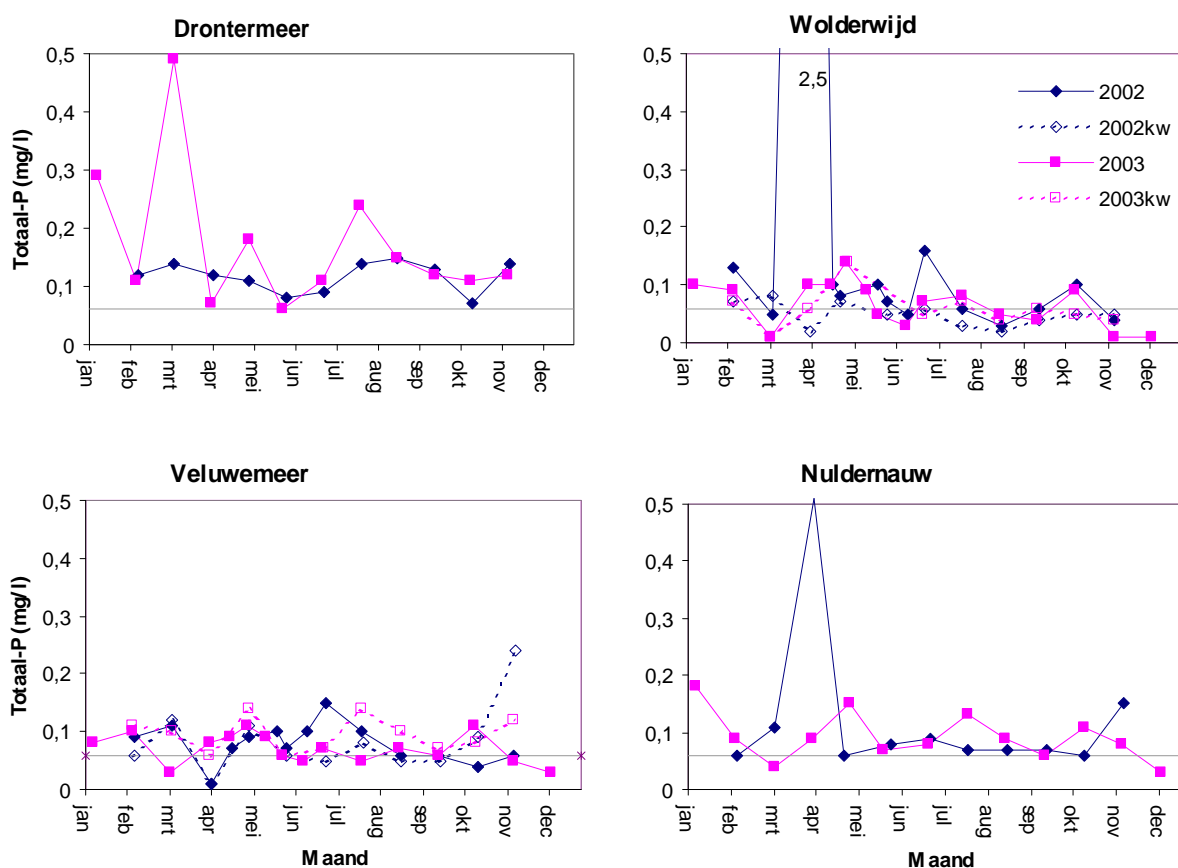 Drontermeer
Totaal-P (mg/l)
0,5
0,4
0,3
0,2
0,1
0
jan
feb
mrt
apr
mei
jun
jul
aug
sep
okt
nov
dec
Wolderwijd
0,5
0,4
0,3
0,2
0,1
0
2,5
2002
2002kw
2003
2003kw
jan
feb
mrt
apr
mei
jun
jul
aug
sep
okt
nov
dec
Veluwemeer
Totaal-P (mg/l)
0,5
0,4
0,3
0,2
0,1
0
jan
feb
mrt
apr
mei
jun
jul
aug
sep
okt
nov
dec
Maand
Nuldernauw
0,5
0,4
0,3
0,2
0,1
0
jan
feb
mrt
apr
mei
jun
jul
aug
sep
okt
nov
dec
Maand